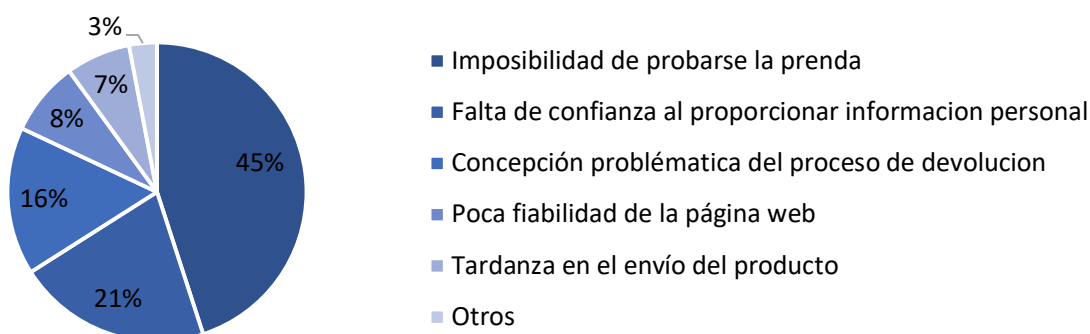 3%
7%
8%
45%
16%
21%
Imposibilidad de probarse la prenda
Falta de confianza al proporcionar informacion personal
Concepción problématica del proceso de devolucion
Poca fiabilidad de la página web
Tardanza en el envío del producto
Otros